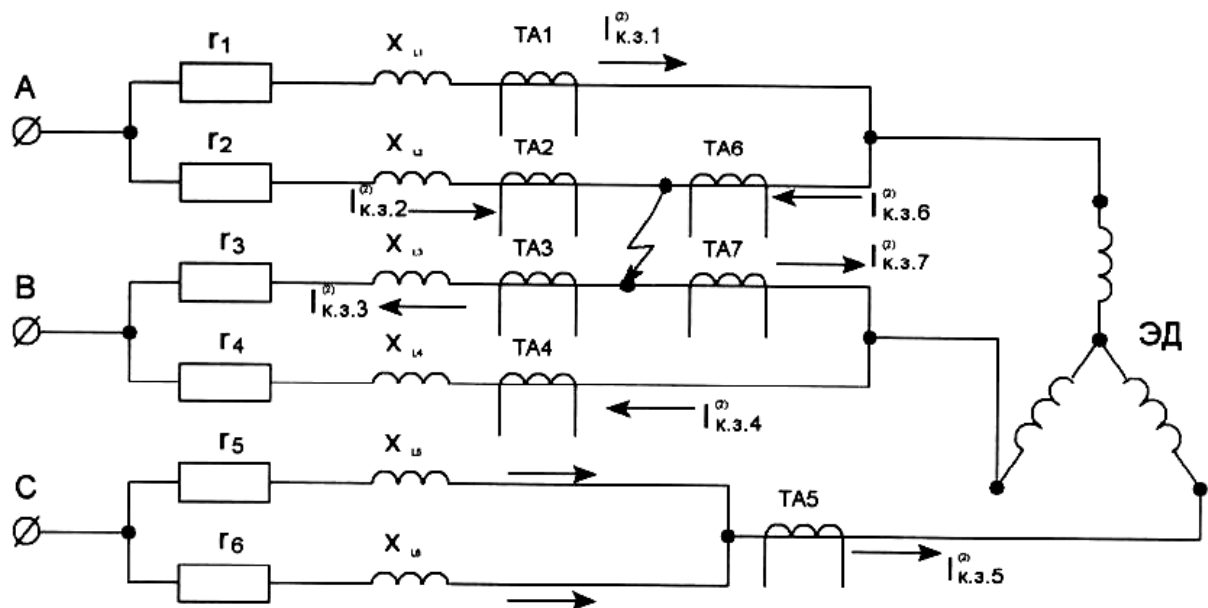 A
r1
X L1
TA1
I(2) к.з.1
r2
X L2
TA2
TA6
I(2) к.з.2
I(2) к.з.6
B
r3
X L3
TA3
TA7
I(2) к.з.7
I(2) к.з.3
r4
X L4
TA4
I(2) к.з.4
ЭД
C
r5
X L5
TA5
r6
X L6
I(2) к.з.5